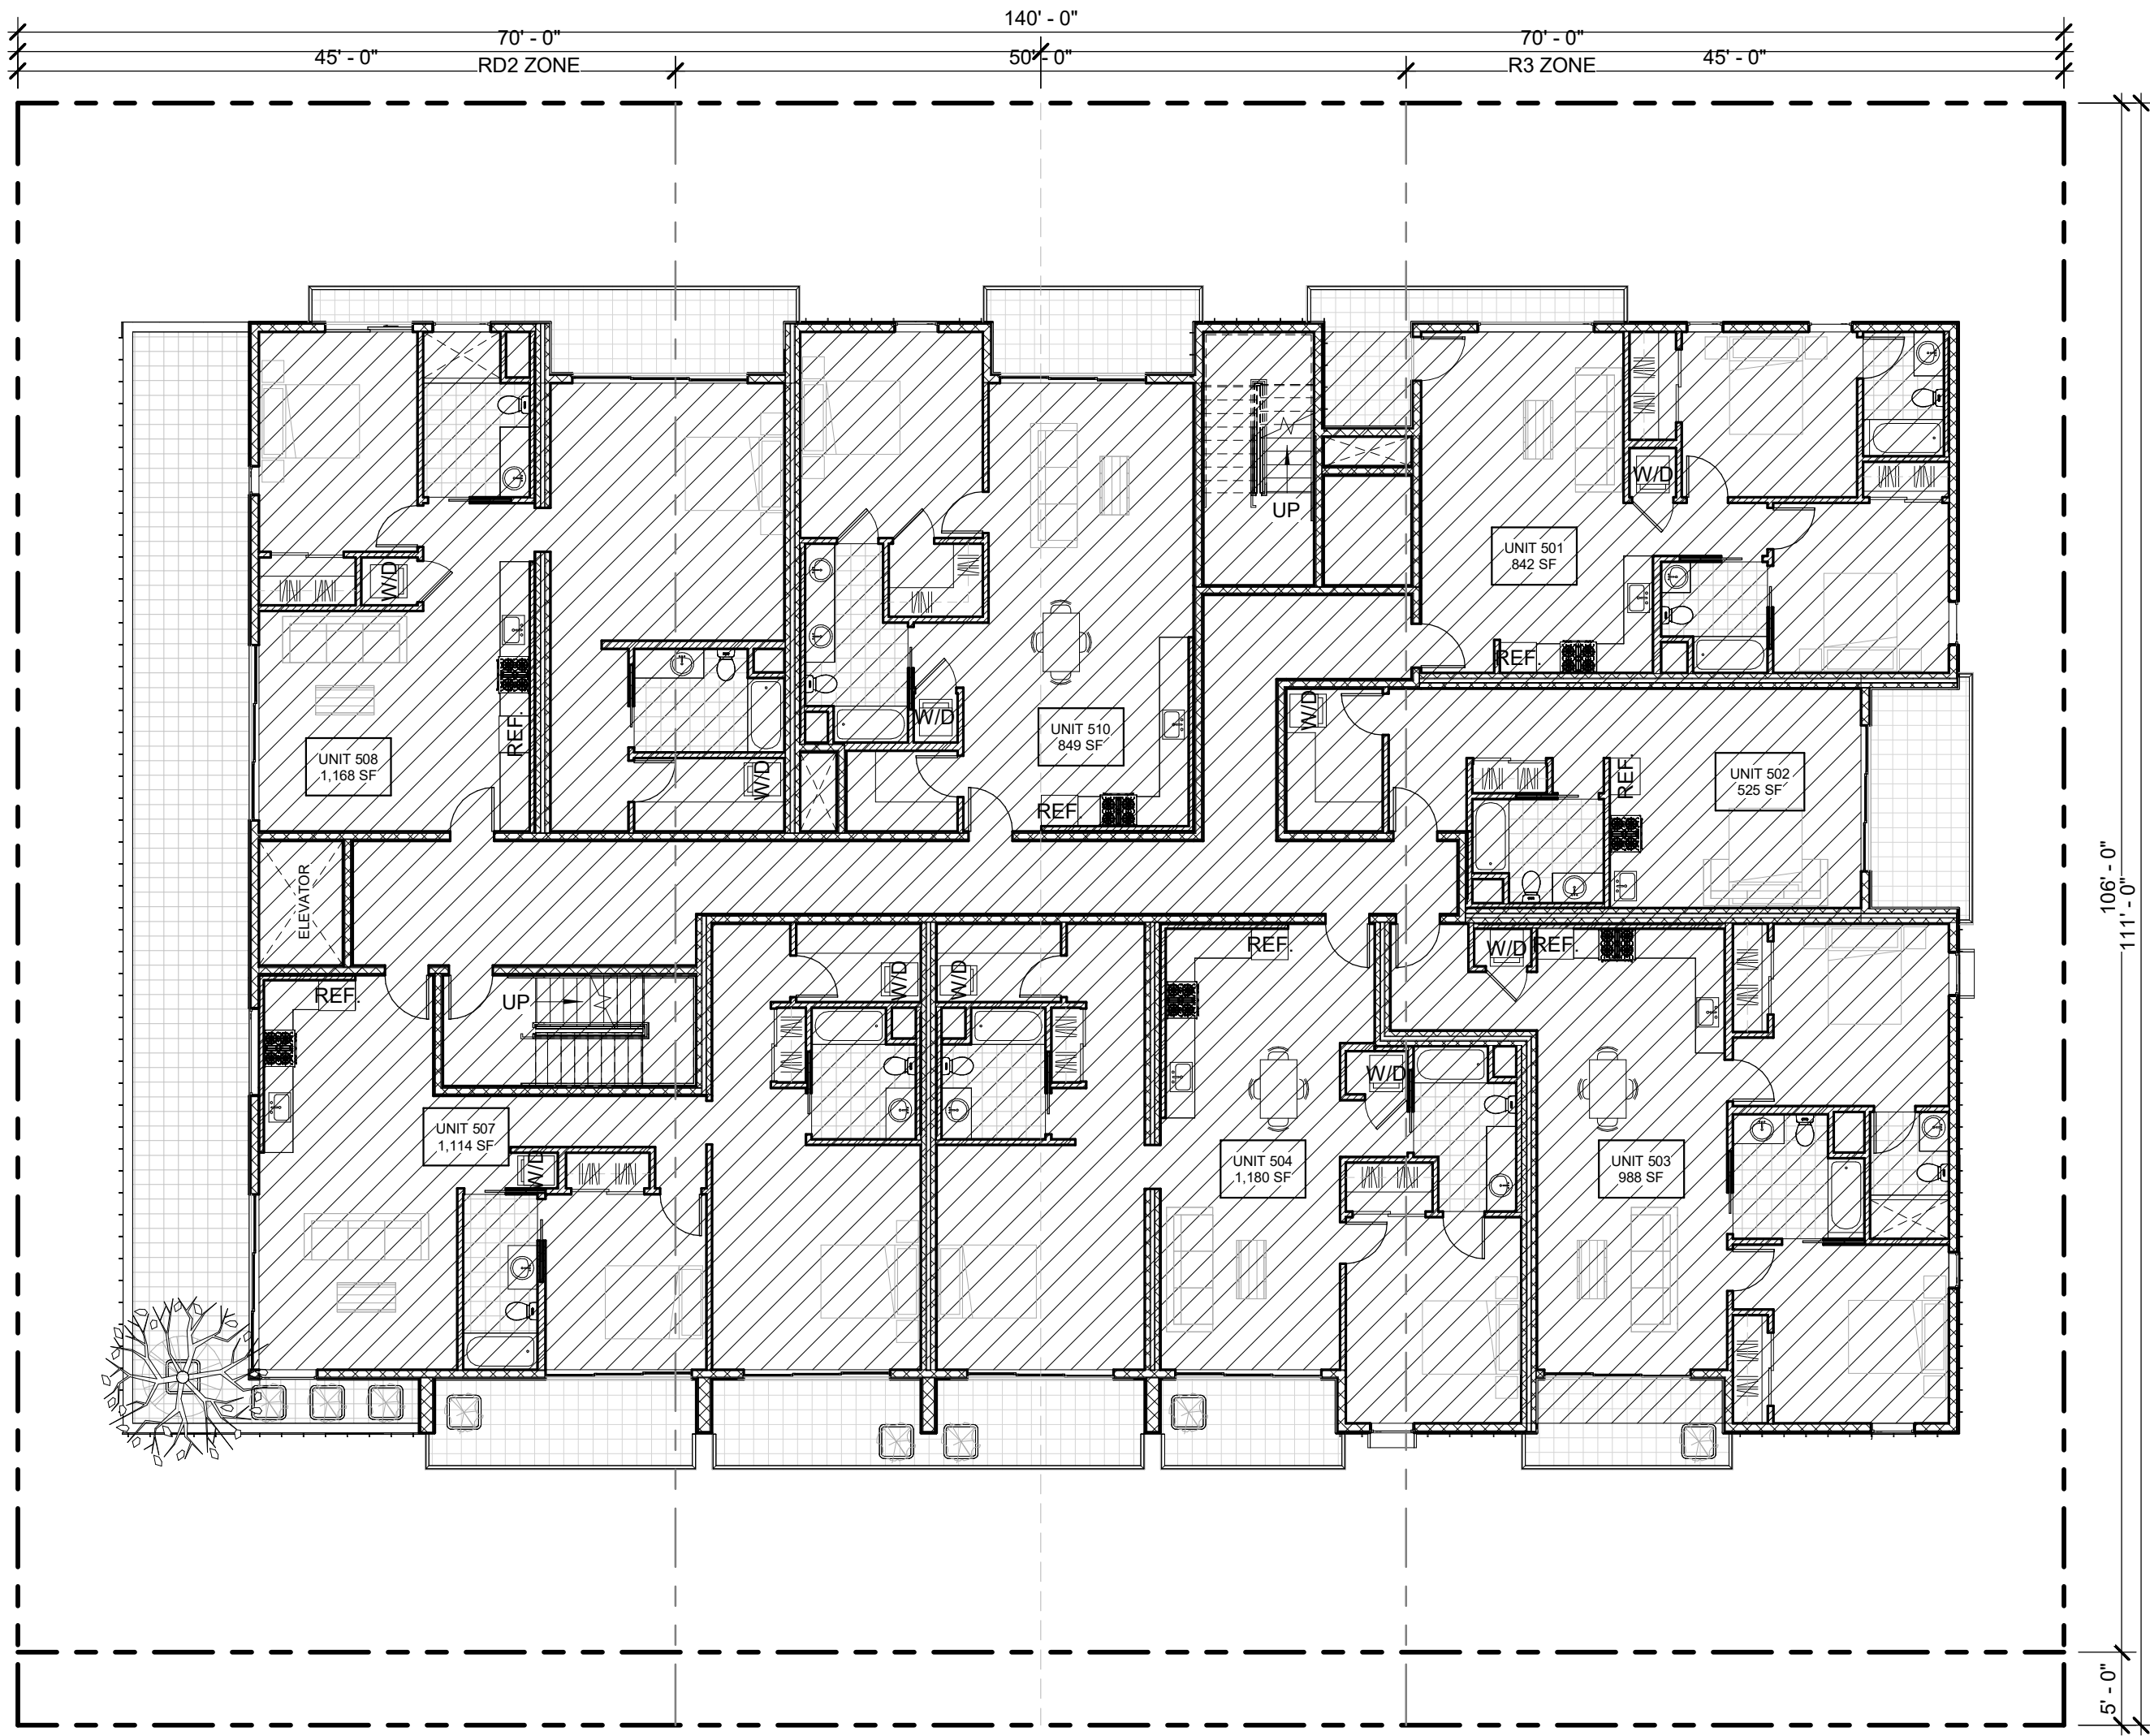 140' - 0"
70' - 0"
70' - 0"
45' - 0"
50' - 0"
45' - 0"
RD2 ZONE
R3 ZONE
W/D
UP
UNIT 501
842 SF
W/D
REF.
W/D
REF.
W/D
UNIT 510
849 SF
UNIT 508
1,168 SF
W/D
REF.
REF.
UNIT 502
525 SF
106' - 0"
111' - 0"
ELEVATOR
REF.
W/D
REF.
REF.
UP
W/D
W/D
W/D
UNIT 507
1,114 SF
W/D
UNIT 504
1,180 SF
UNIT 503
988 SF
5' - 0"